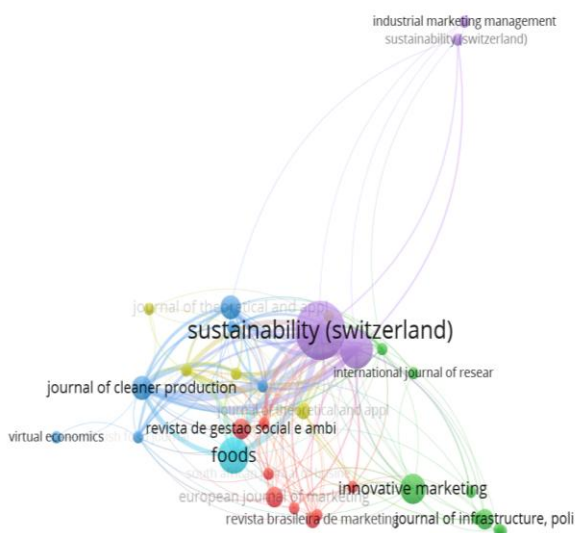 industrial marketing management
sustainability (switzerland)
journal of theoretical and appl
sustainability (switzerland)
international journal of resear
journal of cleaner production
journal of theoretical and appl
revista de gestao social e ambi
virtual economics
foods
south
european journal of marketing
innovative marketing
revista brasileira de marketing
journal of infrastructure, poli